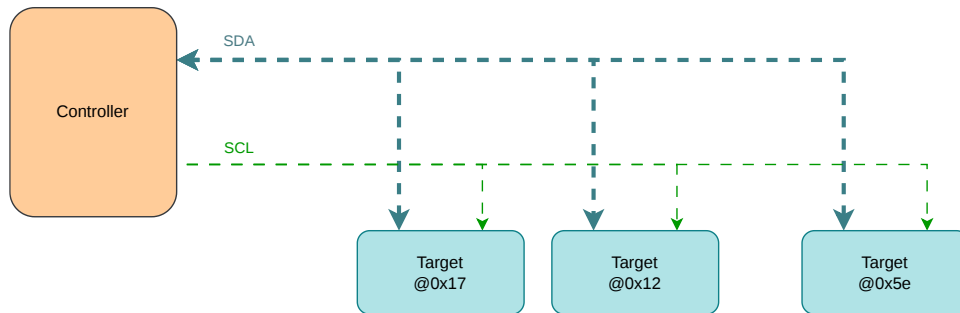 SDA
Controller
SCL
Target
@0x17
Target
@0x12
Target
@0x5e